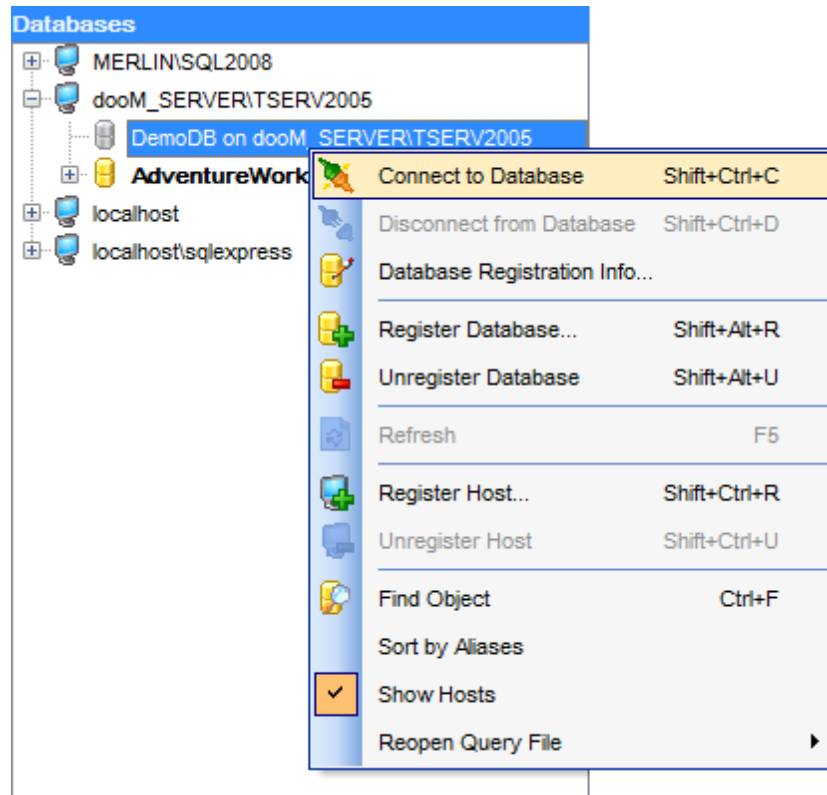 Databases
MERLIN\SQL2008
dooM_SERVER\TSERV2005
DemoDB on dooM_SERVER\TSERV2005
AdventureWork
localhost
localhost\sqlexpress
Connect to Database Shift+Ctrl+C
Disconnect from Database Shift+Ctrl+D
Database Registration Info...
Register Database... Shift+Alt+R
Unregister Database Shift+Alt+U
Refresh F5
Register Host... Shift+Ctrl+R
Unregister Host Shift+Ctrl+U
Find Object Ctrl+F
Sort by Aliases
Show Hosts
Reopen Query File